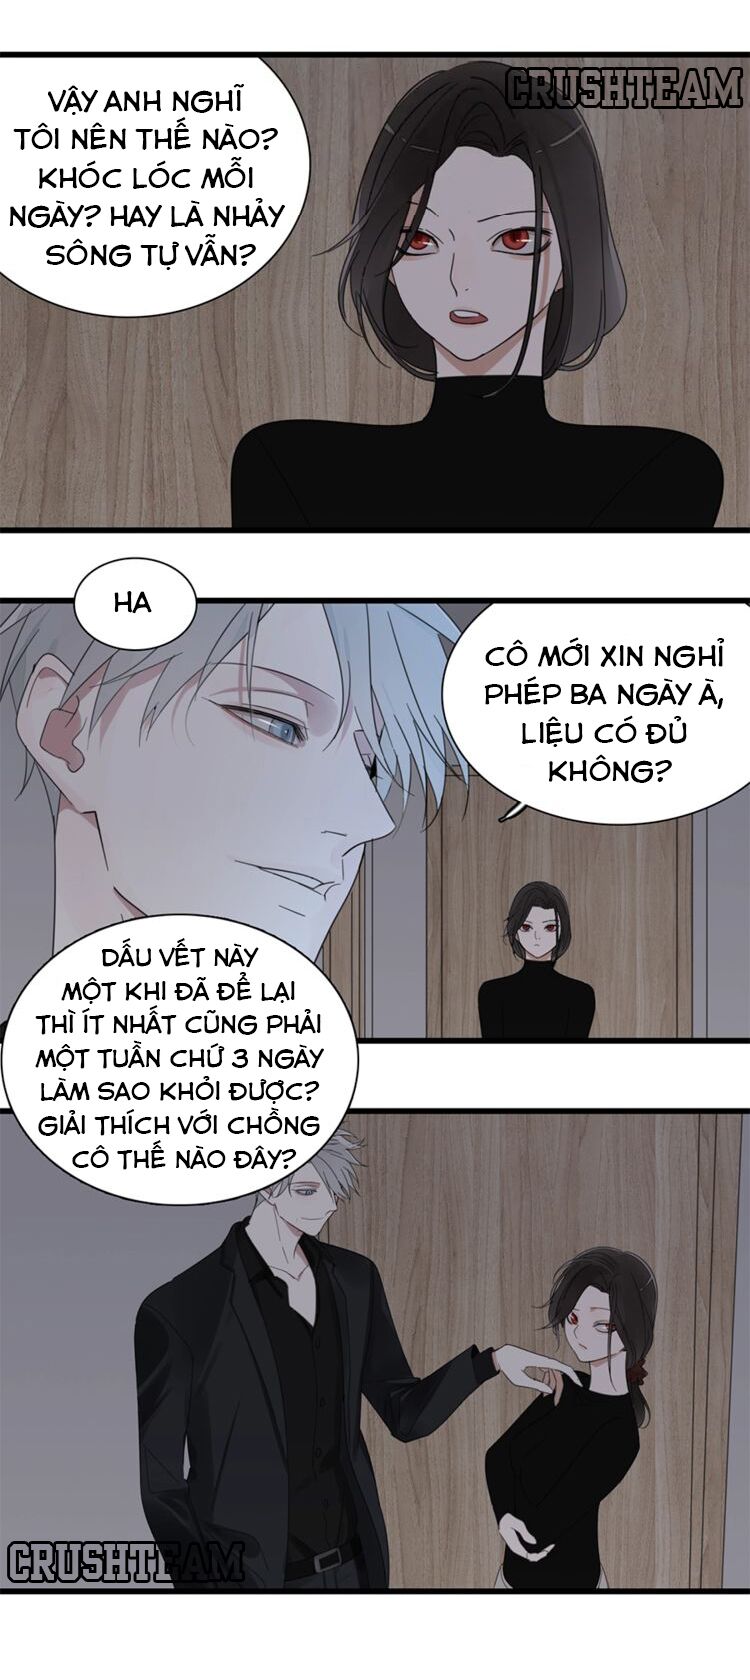 CRUSHTEAM
VẬY ANH NGHĨ
TÔI NÊN THẾ NÀO?
KHÓC LÓC MỖI
NGÀY? HAY LÀ NHẢY
SÔNG TỰ VẪN?
HA
CÔ MỚI XIN NGHỈ
PHÉP BA NGÀY À,
LIỆU CÓ ĐỦ
KHÔNG?
DẤU VẾT NÀY
MỘT KHI ĐÃ ĐỂ LẠI
THÌ ÍT NHẤT CŨNG PHẢI
MỘT TUẦN CHỨ 3 NGÀY
LÀM SAO KHỎI ĐƯỢC?
GIẢI THÍCH VỚI CHỒNG
CÔ THẾ NÀO ĐÂY?
CRUSHTEAM